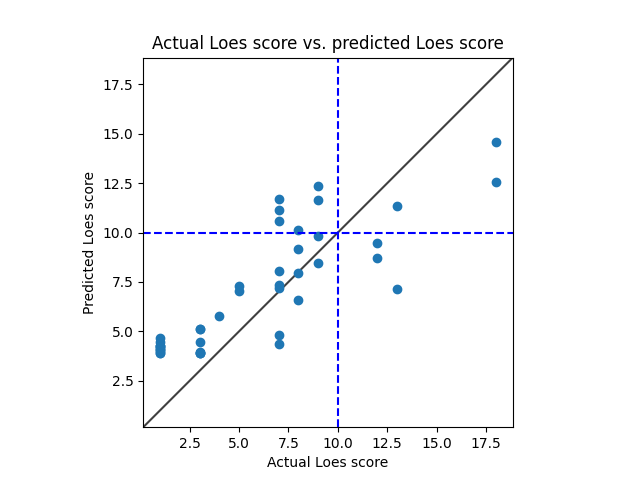 Actual Loes score vs. predicted Loes score
17.5
15.0
12.5
10.0
7.5
5.0
2.5
Predicted Loes score
2.5 5.0 7.5 10.0 12.5 15.0 17.5
Actual Loes score